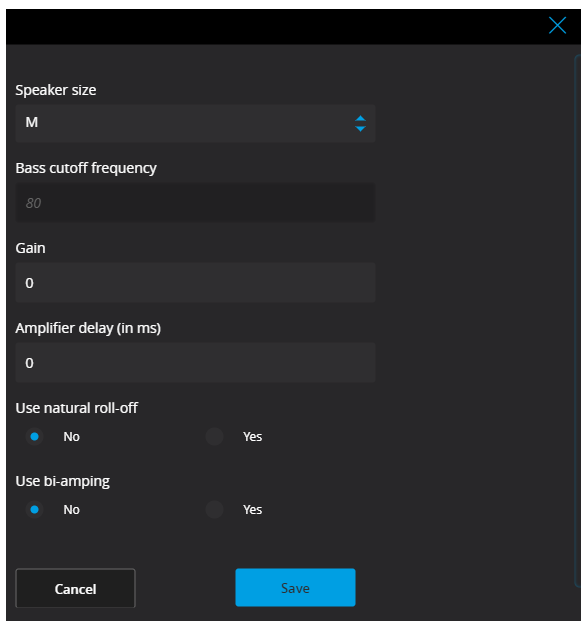 Speaker size
M
Bass cutoff frequency
80
Gain
0
Amplifier delay (in ms)
0
Use natural roll-off
No Yes
Use bi-amping
No Yes
Cancel Save